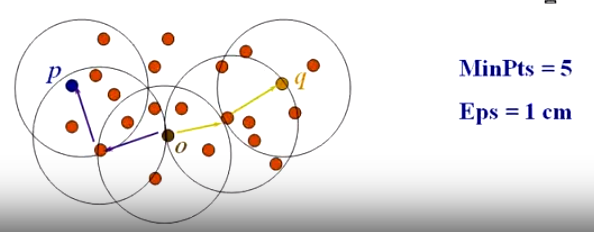 p
q
o
MinPts = 5
Eps = 1 cm